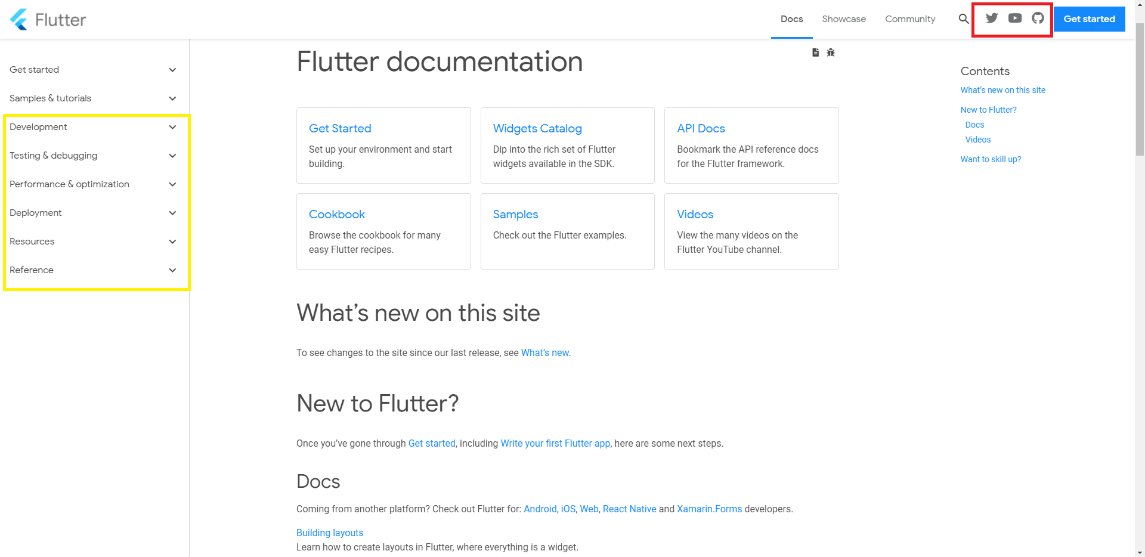 Flutter
Docs
Showcase
Community
Get started
Get started
Samples & tutorials
Development
Testing & debugging
Performance & optimization
Deployment
Resources
Reference
Flutter documentation
Get Started
Set up your environment and start
building.
Widgets Catalog
Dip into the rich set of Flutter
widgets available in the SDK.
API Docs
Bookmark the API reference docs
for the Flutter framework.
Cookbook
Browse the cookbook for many
easy Flutter recipes.
Samples
Check out the Flutter examples.
Videos
View the many videos on the
Flutter YouTube channel.
What's new on this site
To see changes to the site since our last release, see What's new.
New to Flutter?
Once you've gone through Get started, including Write your first Flutter app, here are some next steps.
Docs
Coming from another platform? Check out Flutter for: Android, iOS, Web, React Native and Xamarin.Forms developers.
Building layouts
Learn how to create layouts in Flutter, where everything is a widget.
Contents
What's new on this site
New to Flutter?
Docs
Videos
Want to skill up?